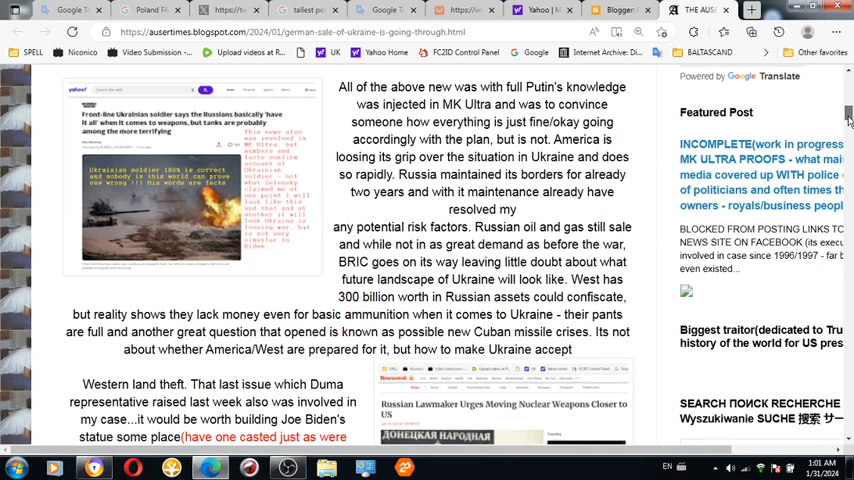 Google Tr
Poland FA
https://tw
tallest pe
Google Tr
https://w
Yahoo | M
Blogger: P
THE AUSE
https://ausertimes.blogspot.com/2024/01/german-sale-of-ukraine-is-going-through.html
SPELL
Niconico
Video Submission -...
Upload videos at R...
UK
Yahoo Home
FC2ID Control Panel
Google
Internet Archive: Di...
BALTASCAND
Other favorites
yahoo!
Front-line Ukrainian soldier says the Russians basically 'have
it all' when it comes to weapons, but tanks are probably
among the more terrifying
Ukrainian soldier 100% is correct
and nobody in this world can prove
one wrong !!! His words are facts
This news also
was involved in
MK Ultra, but
numbers and
facts confirm
account of
Ukrainian
soldier - not
what Zelensky
claimed as at
one point I will
look like this
and that and at
another it will
look Ukraine is
loosing war, but
is not very
Biden
All of the above new was with full Putin's knowledge
was injected in MK Ultra and was to convince
someone how everything is just fine/okay going
accordingly with the plan, but is not. America is
loosing its grip over the situation in Ukraine and does
so rapidly. Russia maintained its borders for already
two years and with it maintenance already have
resolved my
any potential risk factors. Russian oil and gas still sale
and while not in as great demand as before the war,
BRIC goes on its way leaving little doubt about what
future landscape of Ukraine will look like. West has
300 billion worth in Russian assets could confiscate,
but reality shows they lack money even for basic ammunition when it comes to Ukraine - their pants
are full and another great question that opened is known as possible new Cuban missile crises. Its not
about whether America/West are prepared for it, but how to make Ukraine accept
Western land theft. That last issue which Duma
representative raised last week also was involved in
my case...it would be worth building Joe Biden's
statue some place(have one casted just as were
Newsweek
Russian Lawmaker Urges Moving Nuclear Weapons Closer to
US
ДОНЕЦКАЯ НАРОДНАЯ
Powered by Google Translate
Featured Post
INCOMPLETE(work in progress
MK ULTRA PROOFS - what mai
media covered up WITH police o
of politicians and often times th
owners - royals/business peopl
BLOCKED FROM POSTING LINKS TO
NEWS SITE ON FACEBOOK (its execu
involved in case since 1996/1997 - far b
even existed...
Biggest traitor(dedicated to Tru
history of the world for US pres
SEARCH ПОИСК RECHERCHE
Wyszukiwanie SUCHE 搜索 サー
EN
1:01 AM
1/31/2024